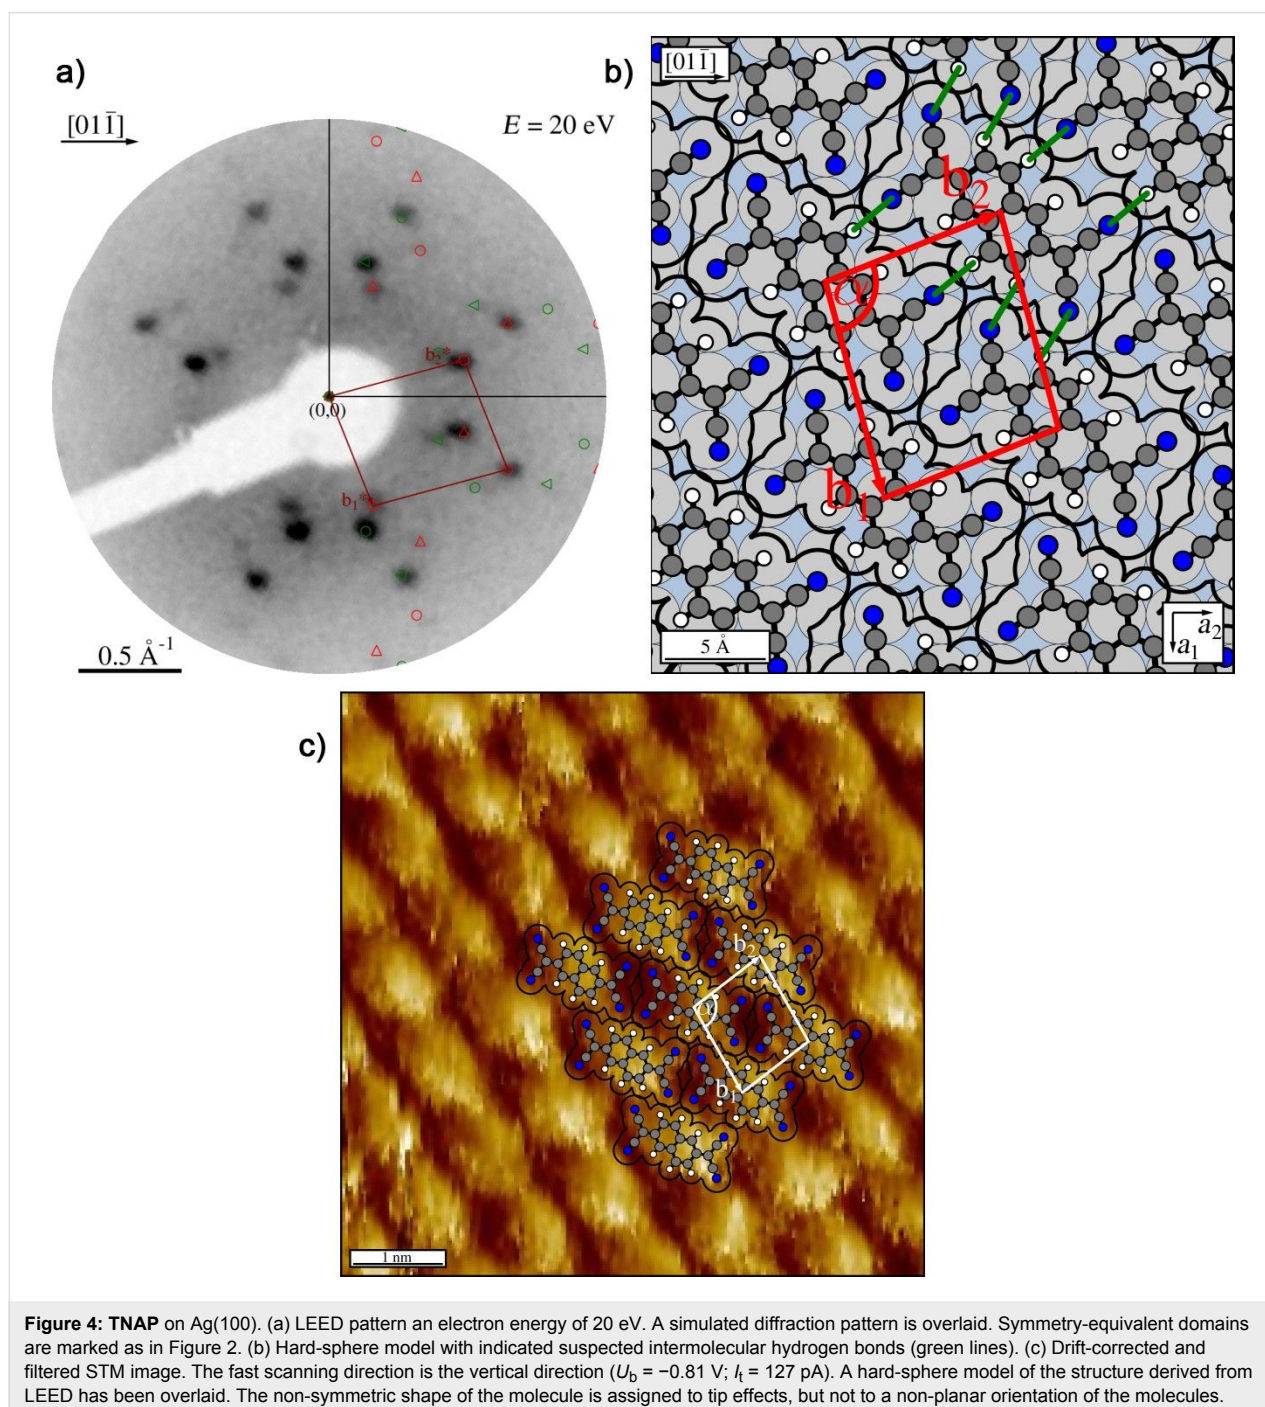 a)
[011̄]
E = 20 eV
b₂*
(0,0)
b₁*
0.5 Å⁻¹
b)
[011̄]
b₂
α
b₁
5 Å
a₂
a₁
c)
b₂
α
b₁
1 nm
Figure 4: TNAP on Ag(100). (a) LEED pattern an electron energy of 20 eV. A simulated diffraction pattern is overlaid. Symmetry-equivalent domains
are marked as in Figure 2. (b) Hard-sphere model with indicated suspected intermolecular hydrogen bonds (green lines). (c) Drift-corrected and
filtered STM image. The fast scanning direction is the vertical direction (Ub = −0.81 V; It = 127 pA). A hard-sphere model of the structure derived from
LEED has been overlaid. The non-symmetric shape of the molecule is assigned to tip effects, but not to a non-planar orientation of the molecules.